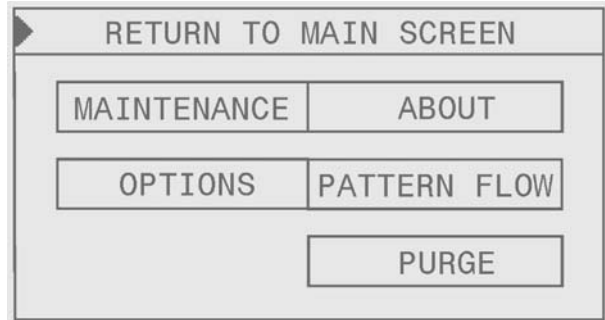 RETURN TO MAIN SCREEN
MAINTENANCE ABOUT
OPTIONS PATTERN FLOW
PURGE